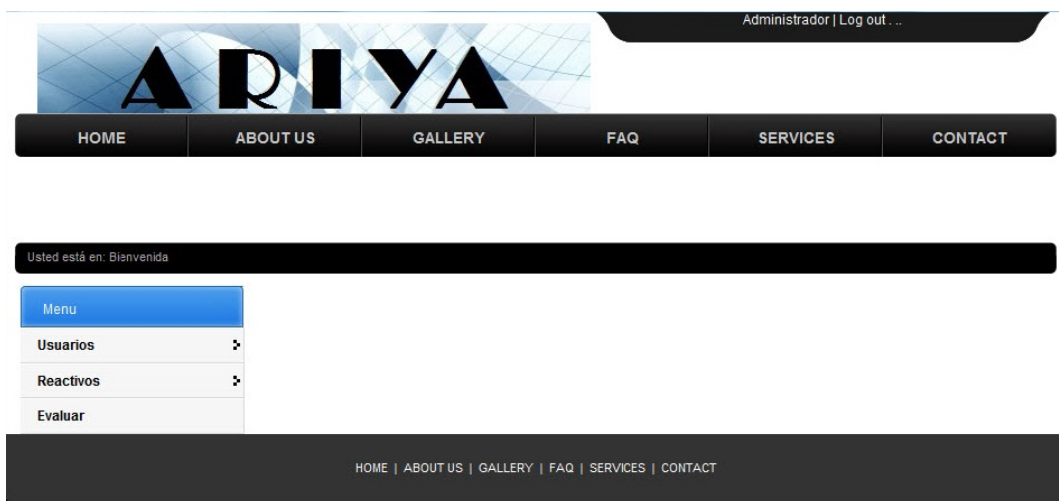 Administrador | Log out . ..
ARIYA
HOME ABOUT US GALLERY FAQ SERVICES CONTACT
Usted está en: Bienvenida
Menu
Usuarios
Reactivos
Evaluar
HOME | ABOUT US | GALLERY | FAQ | SERVICES | CONTACT